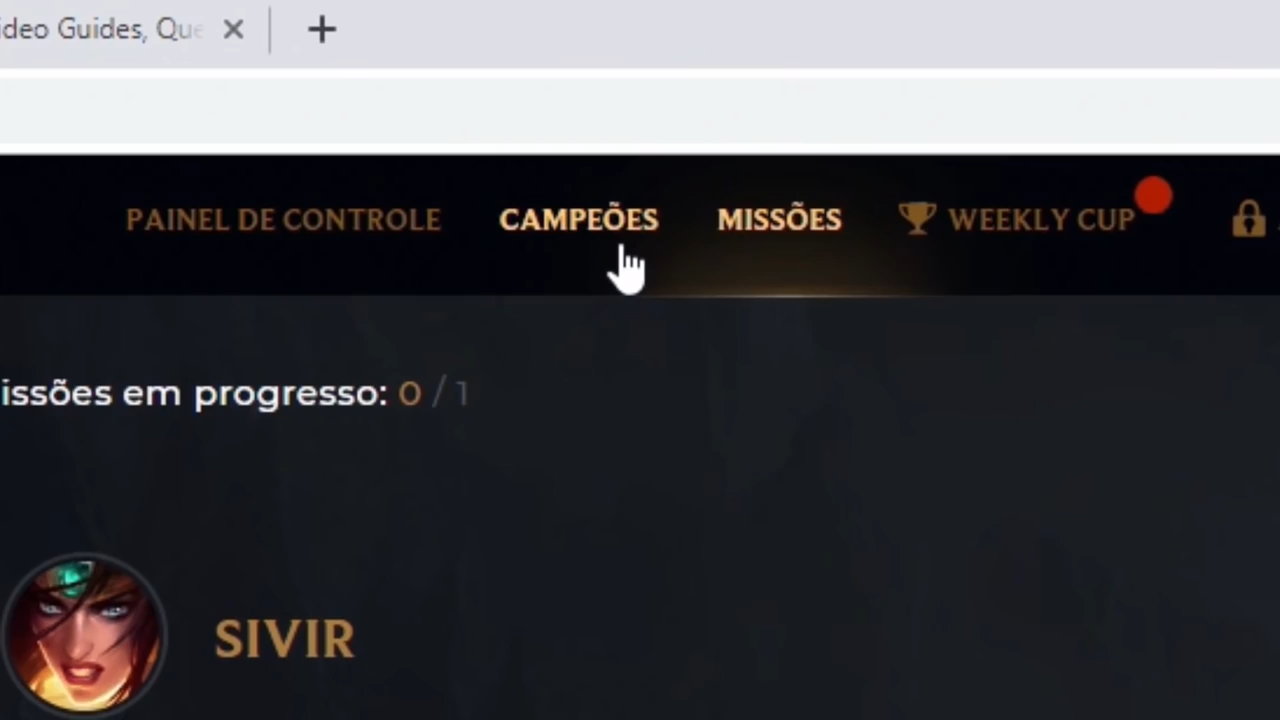 ideo Guides, Que
PAINEL DE CONTROLE CAMPEÕES MISSÕES WEEKLY CUP
issões em progresso: 0 / 1
SIVIR